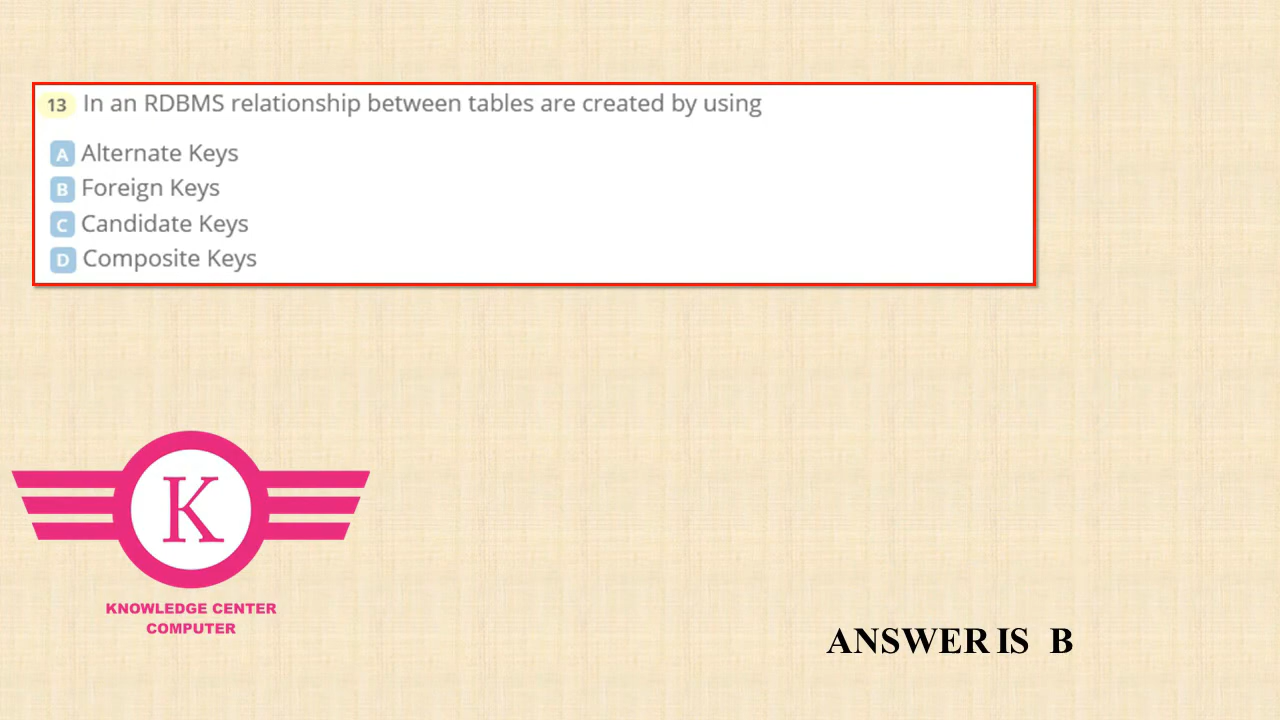 13 In an RDBMS relationship between tables are created by using
A Alternate Keys
B Foreign Keys
C Candidate Keys
D Composite Keys
K
KNOWLEDGE CENTER
COMPUTER
ANSWER IS B